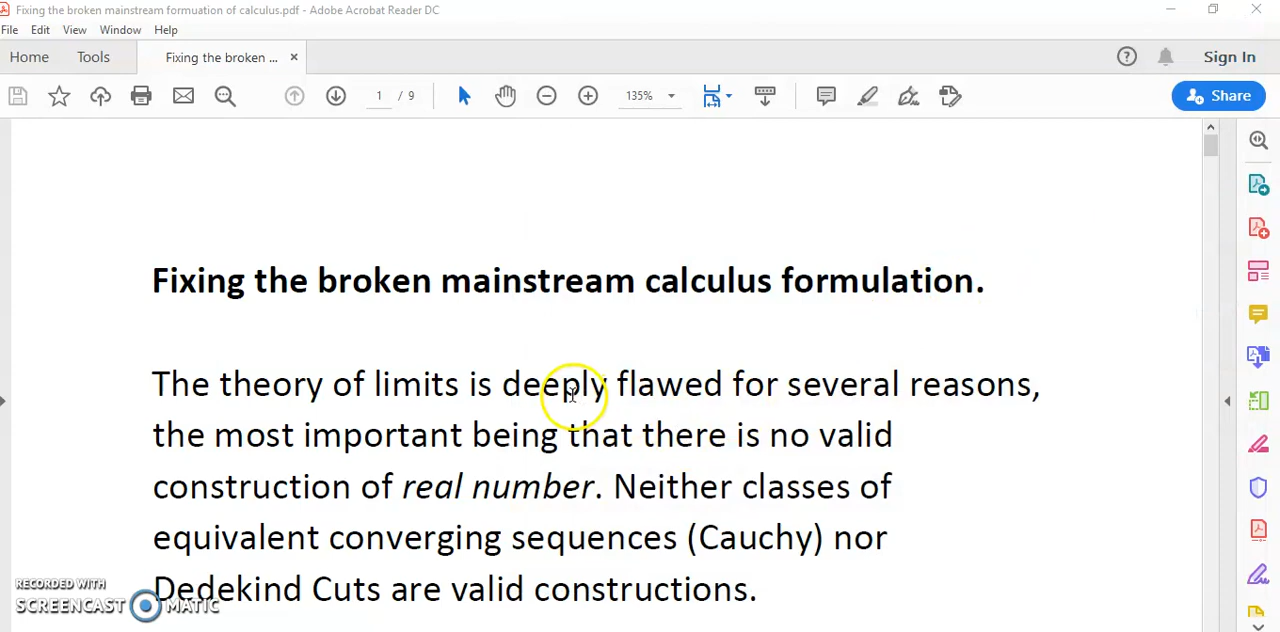 Fixing the broken mainstream formuation of calculus.pdf - Adobe Acrobat Reader DC
File Edit View Window Help
Home Tools Fixing the broken ... ×
Sign In
1 / 9 135% Share
Fixing the broken mainstream calculus formulation.
The theory of limits is deeply flawed for several reasons,
the most important being that there is no valid
construction of real number. Neither classes of
equivalent converging sequences (Cauchy) nor
Dedekind Cuts are valid constructions.
RECORDED WITH
SCREENCAST MATIC